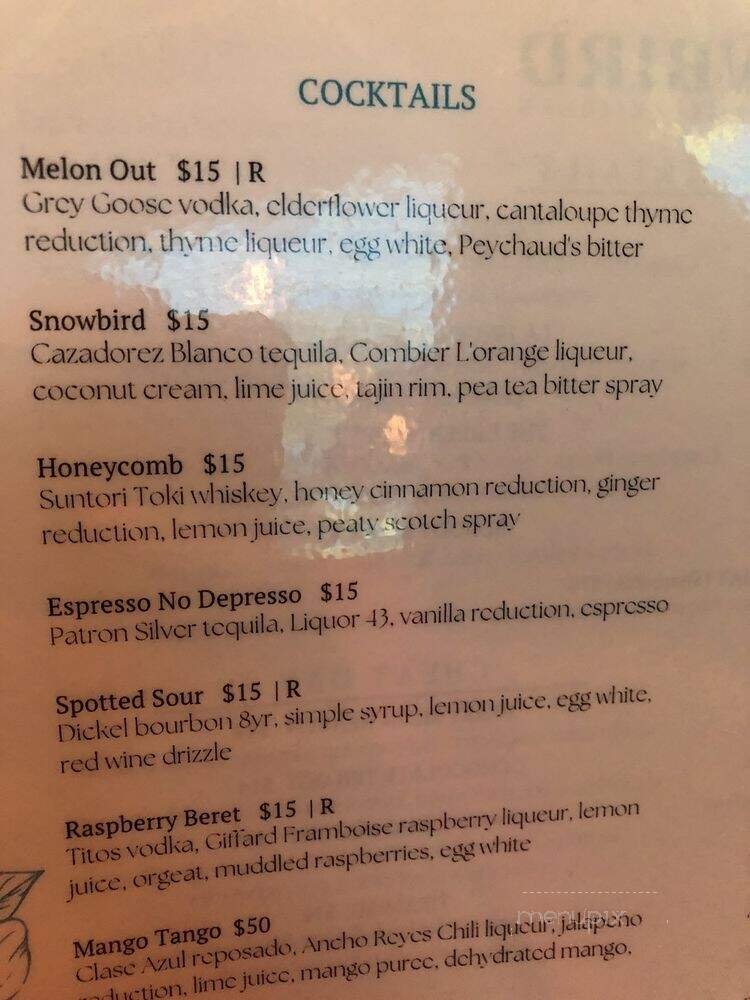 COCKTAILS
Melon Out $15 | R
Grey Goose vodka, elderflower liqueur, cantaloupe thyme
reduction, thyme liqueur, egg white, Peychaud's bitter
Snowbird $15
Cazadorez Blanco tequila, Combier L'orange liqueur,
coconut cream, lime juice, tajin rim, pea tea bitter spray
Honeycomb $15
Suntori Toki whiskey, honey cinnamon reduction, ginger
reduction, lemon juice, peaty scotch spray
Espresso No Depresso $15
Patron Silver tequila, Liquor 43, vanilla reduction, espresso
Spotted Sour $15 | R
Dickel bourbon 8yr, simple syrup, lemon juice, egg white,
red wine drizzle
Raspberry Beret $15 | R
Titos vodka, Giffard Framboise raspberry liqueur, lemon
juice, orgeat, muddled raspberries, egg white
menupix
Mango Tango $50
Clase Azul reposado, Ancho Reyes Chili liqueur, jalapeno
lime juice, mango puree, dehydrated mango,